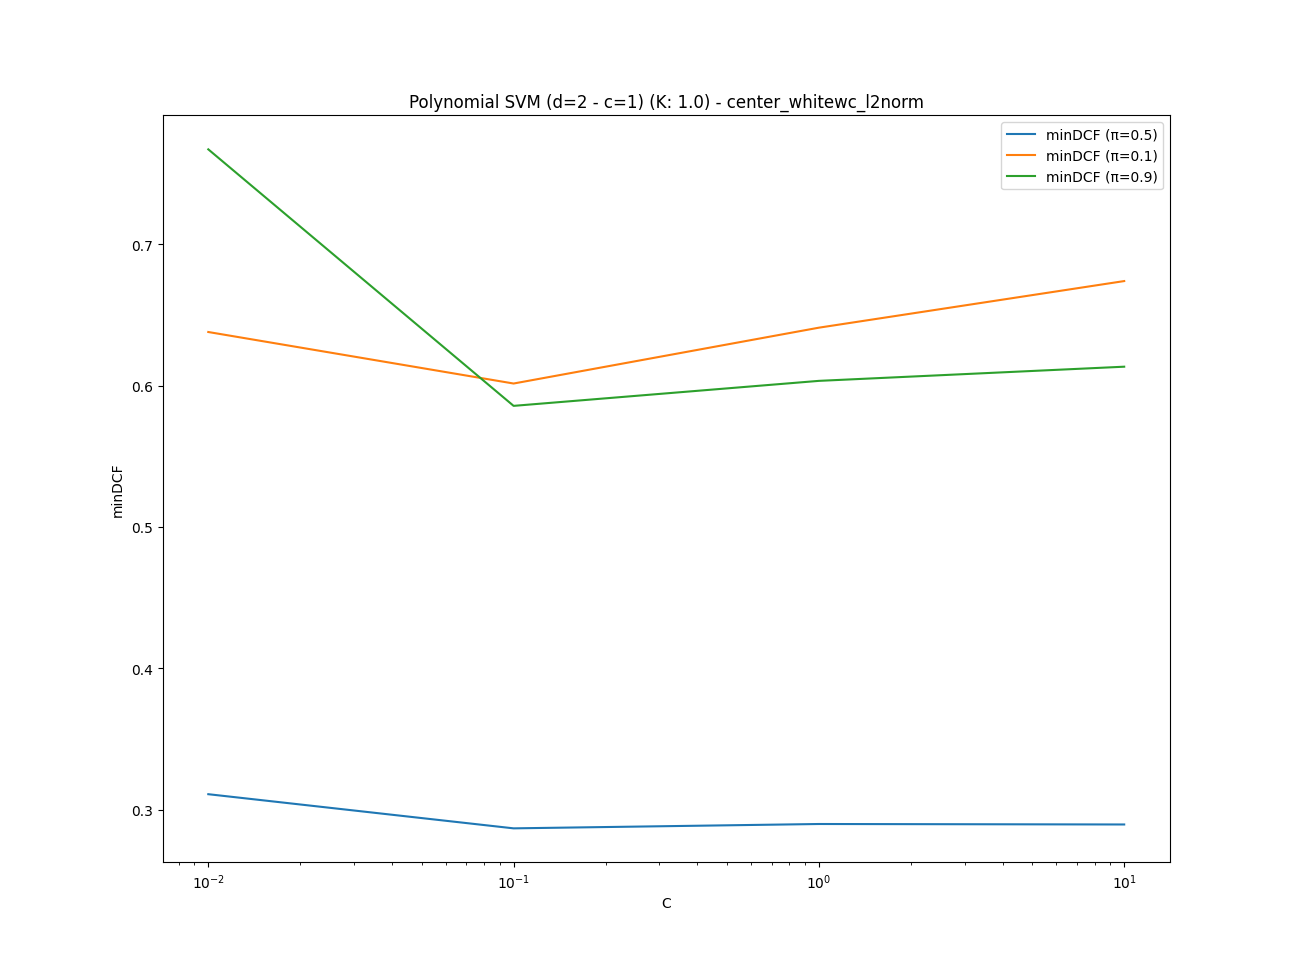 Polynomial SVM (d=2 - c=1) (K: 1.0) - center_whitewc_l2norm
minDCF (π=0.5)
minDCF (π=0.1)
minDCF (π=0.9)
0.7
0.6
0.5
0.4
0.3
minDCF
10⁻² 10⁻¹ 10⁰ 10¹
C